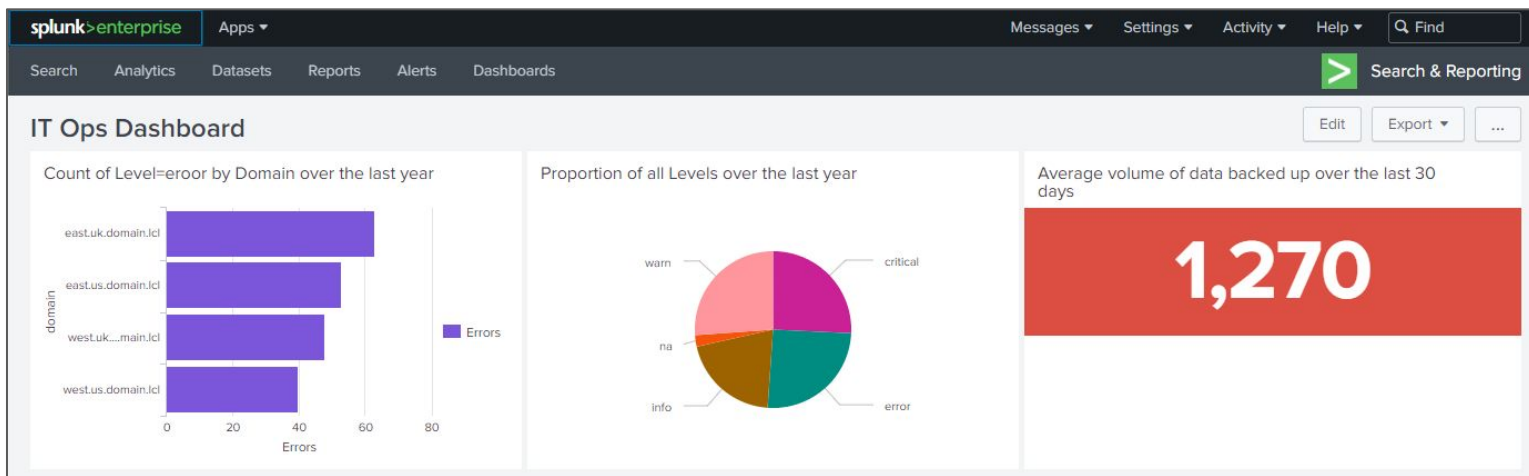 splunk>enterprise Apps Messages Settings Activity Help Find
Search Analytics Datasets Reports Alerts Dashboards Search & Reporting
IT Ops Dashboard Edit Export ...
Count of Level=eroor by Domain over the last year
domain
east.uk.domain.lcl
east.us.domain.lcl
west.uk....main.lcl
west.us.domain.lcl
0 20 40 60 80
Errors
Errors
Proportion of all Levels over the last year
warn
critical
na
info
error
Average volume of data backed up over the last 30
days
1,270